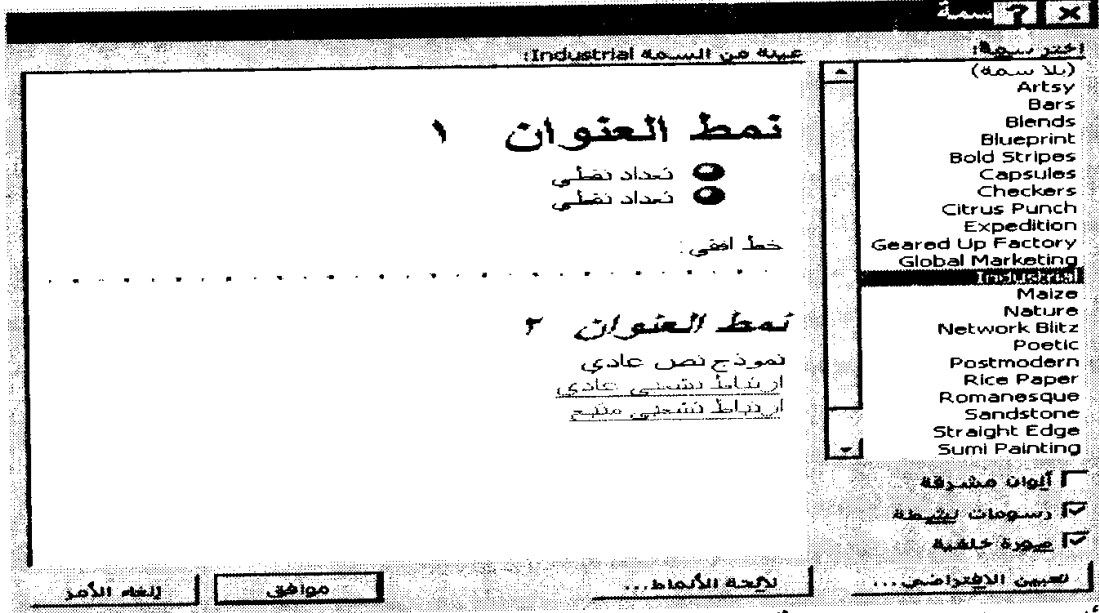 سمة
اختر سمة:
(بلا سمة)
Artsy
Bars
Blends
Blueprint
Bold Stripes
Capsules
Checkers
Citrus Punch
Expedition
Geared Up Factory
Global Marketing
Industrial
Maize
Nature
Network Blitz
Poetic
Postmodern
Rice Paper
Romanesque
Sandstone
Straight Edge
Sumi Painting
ألوان مشرقة
رسومات نشطة
صورة خلفية
عينة من السمة Industrial:
نمط العنوان ١
تعداد نقطي
تعداد نقطي
خط افقي:
نمط العنوان ٢
نموذج نص عادي
ارتباط تشعبي عادي
ارتباط تشعبي متبع
تعيين الافتراضي...
لائحة الأنماط...
موافق
إلغاء الأمر